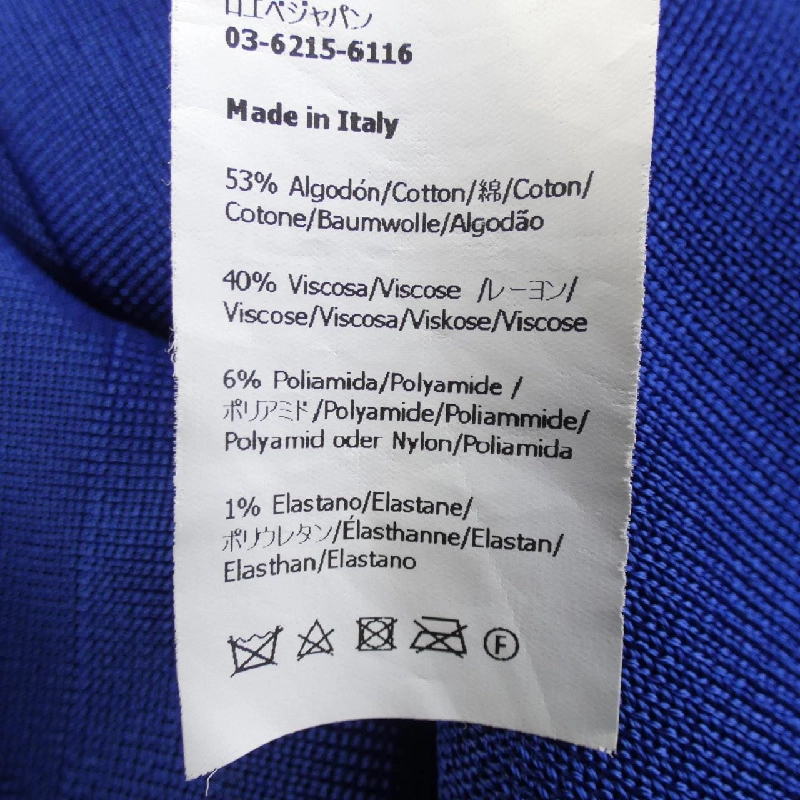 ロエベジャパン
03-6215-6116
Made in Italy
53% Algodón/Cotton/綿/Coton/
Cotone/Baumwolle/Algodão
40% Viscosa/Viscose /レーヨン/
Viscose/Viscosa/Viskose/Viscose
6% Poliamida/Polyamide /
ポリアミド/Polyamide/Poliammide/
Polyamid oder Nylon/Poliamida
1% Elastano/Elastane/
ポリウレタン/Élasthanne/Elastan/
Elasthan/Elastano
F